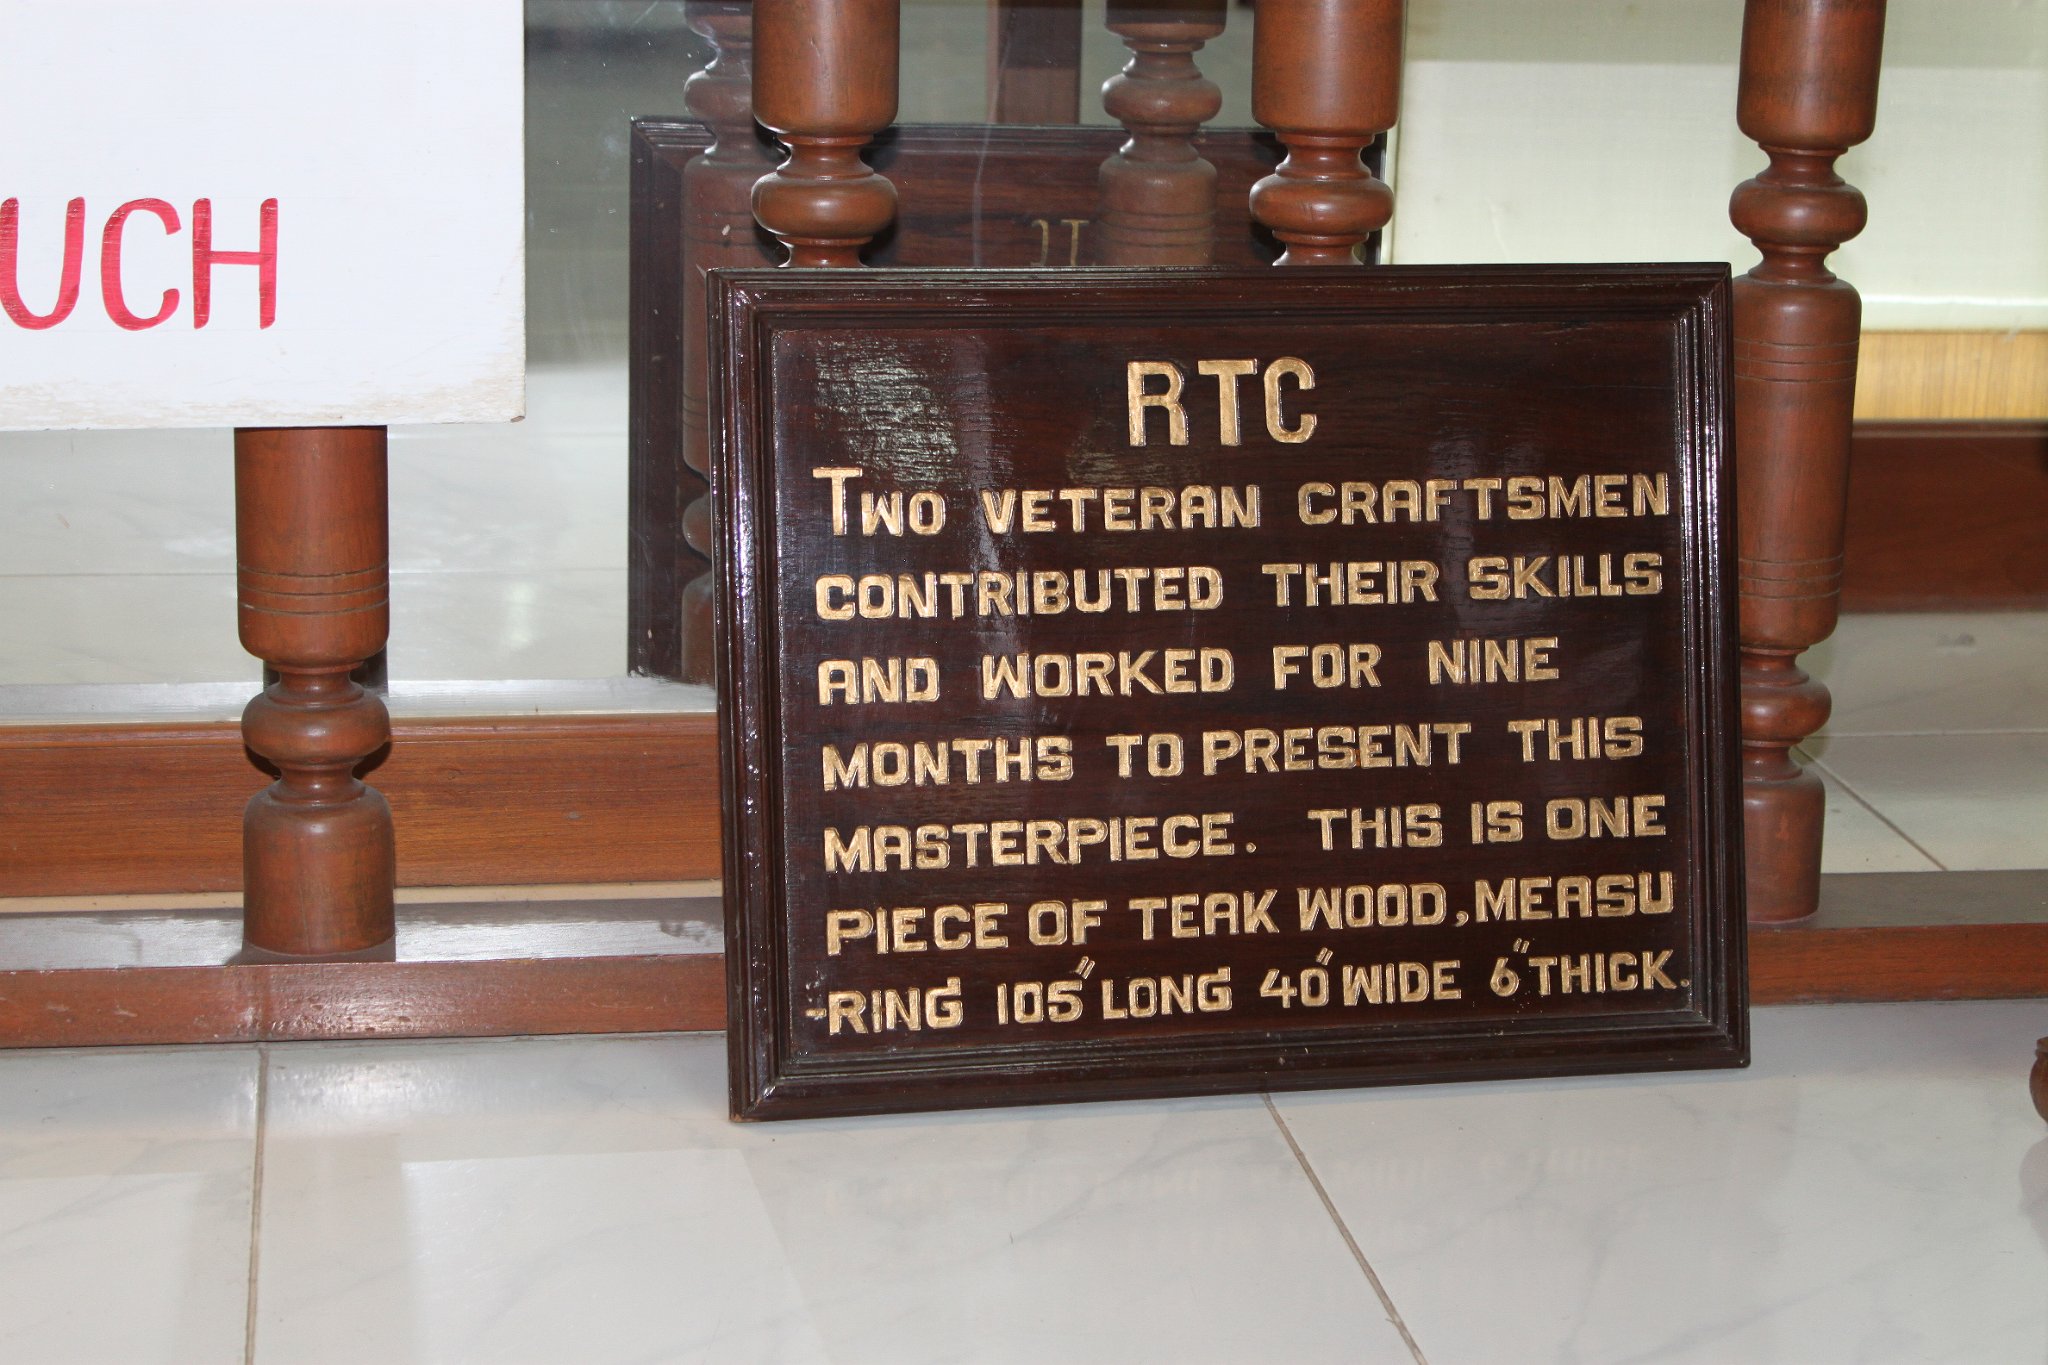 UCH
RTC
TWO VETERAN CRAFTSMEN
CONTRIBUTED THEIR SKILLS
AND WORKED FOR NINE
MONTHS TO PRESENT THIS
MASTERPIECE. THIS IS ONE
PIECE OF TEAK WOOD, MEASU
-RING 105" LONG 40" WIDE 6" THICK.